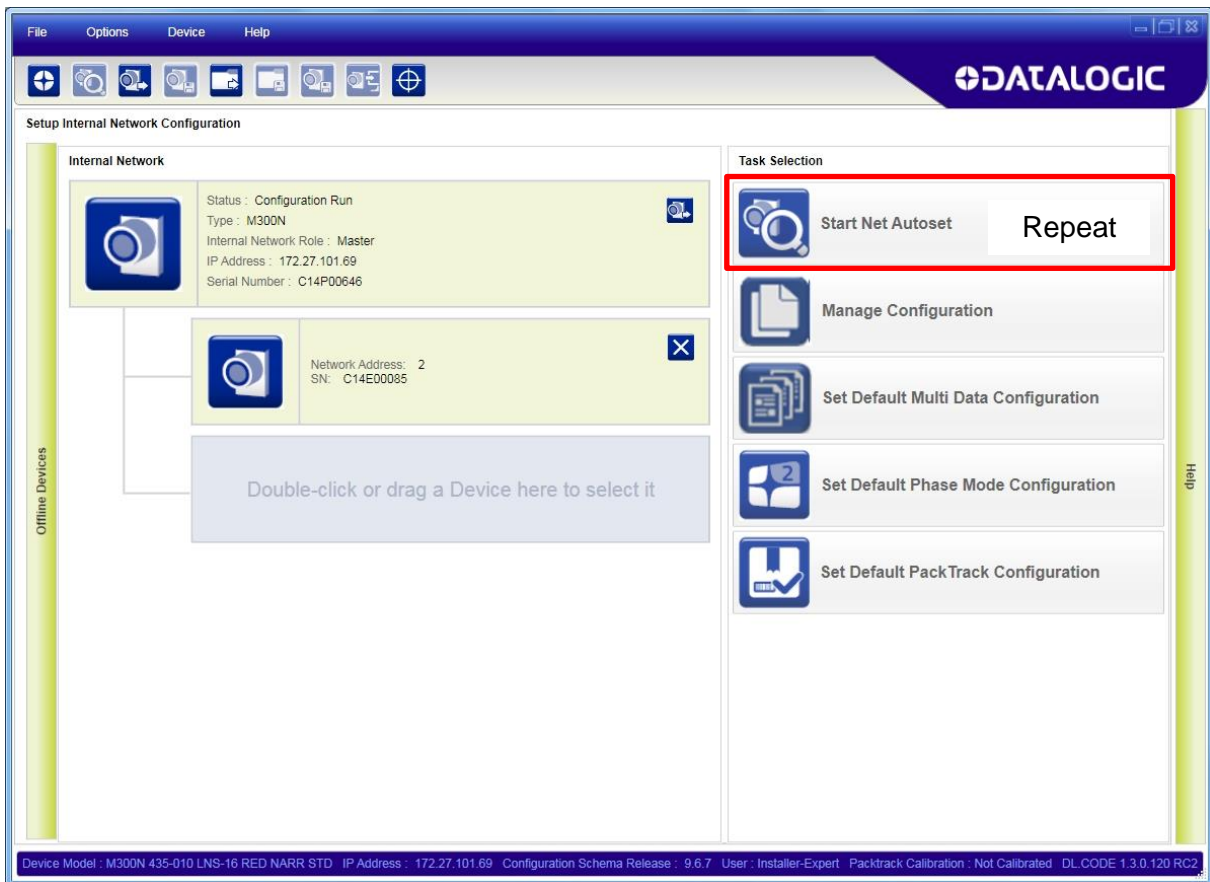 File Options Device Help
DATALOGIC
Setup Internal Network Configuration
Internal Network
Status : Configuration Run
Type : M300N
Internal Network Role : Master
IP Address : 172.27.101.69
Serial Number : C14P00646
Network Address: 2
SN: C14E00085
Double-click or drag a Device here to select it
Offline Devices
Task Selection
Start Net Autoset Repeat
Manage Configuration
Set Default Multi Data Configuration
2
Set Default Phase Mode Configuration
Set Default PackTrack Configuration
Help
Device Model : M300N 435-010 LNS-16 RED NARR STD IP Address : 172.27.101.69 Configuration Schema Release : 9.6.7 User : Installer-Expert Packtrack Calibration : Not Calibrated DL.CODE 1.3.0.120 RC2